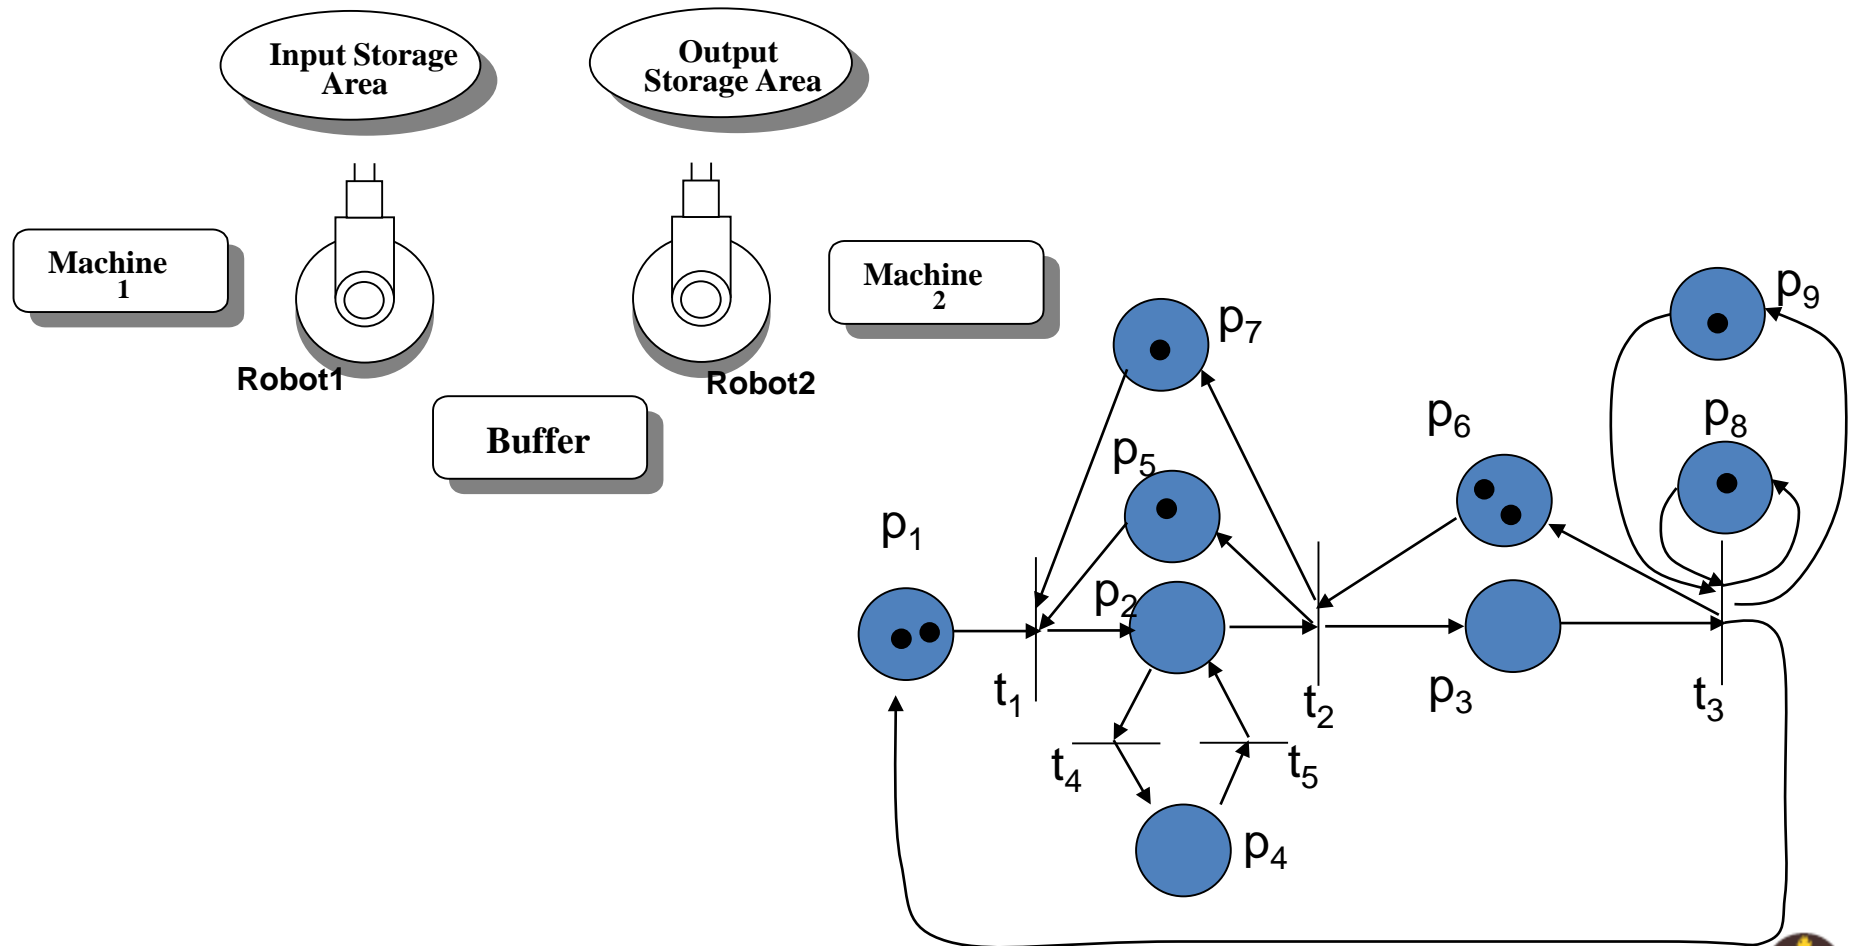 Input Storage
Area
Output
Storage Area
Machine
1
Machine
2
Robot1
Robot2
Buffer
p9
p7
p8
p6
p5
p1
p2
t1
t2
p3
t3
t4
t5
p4